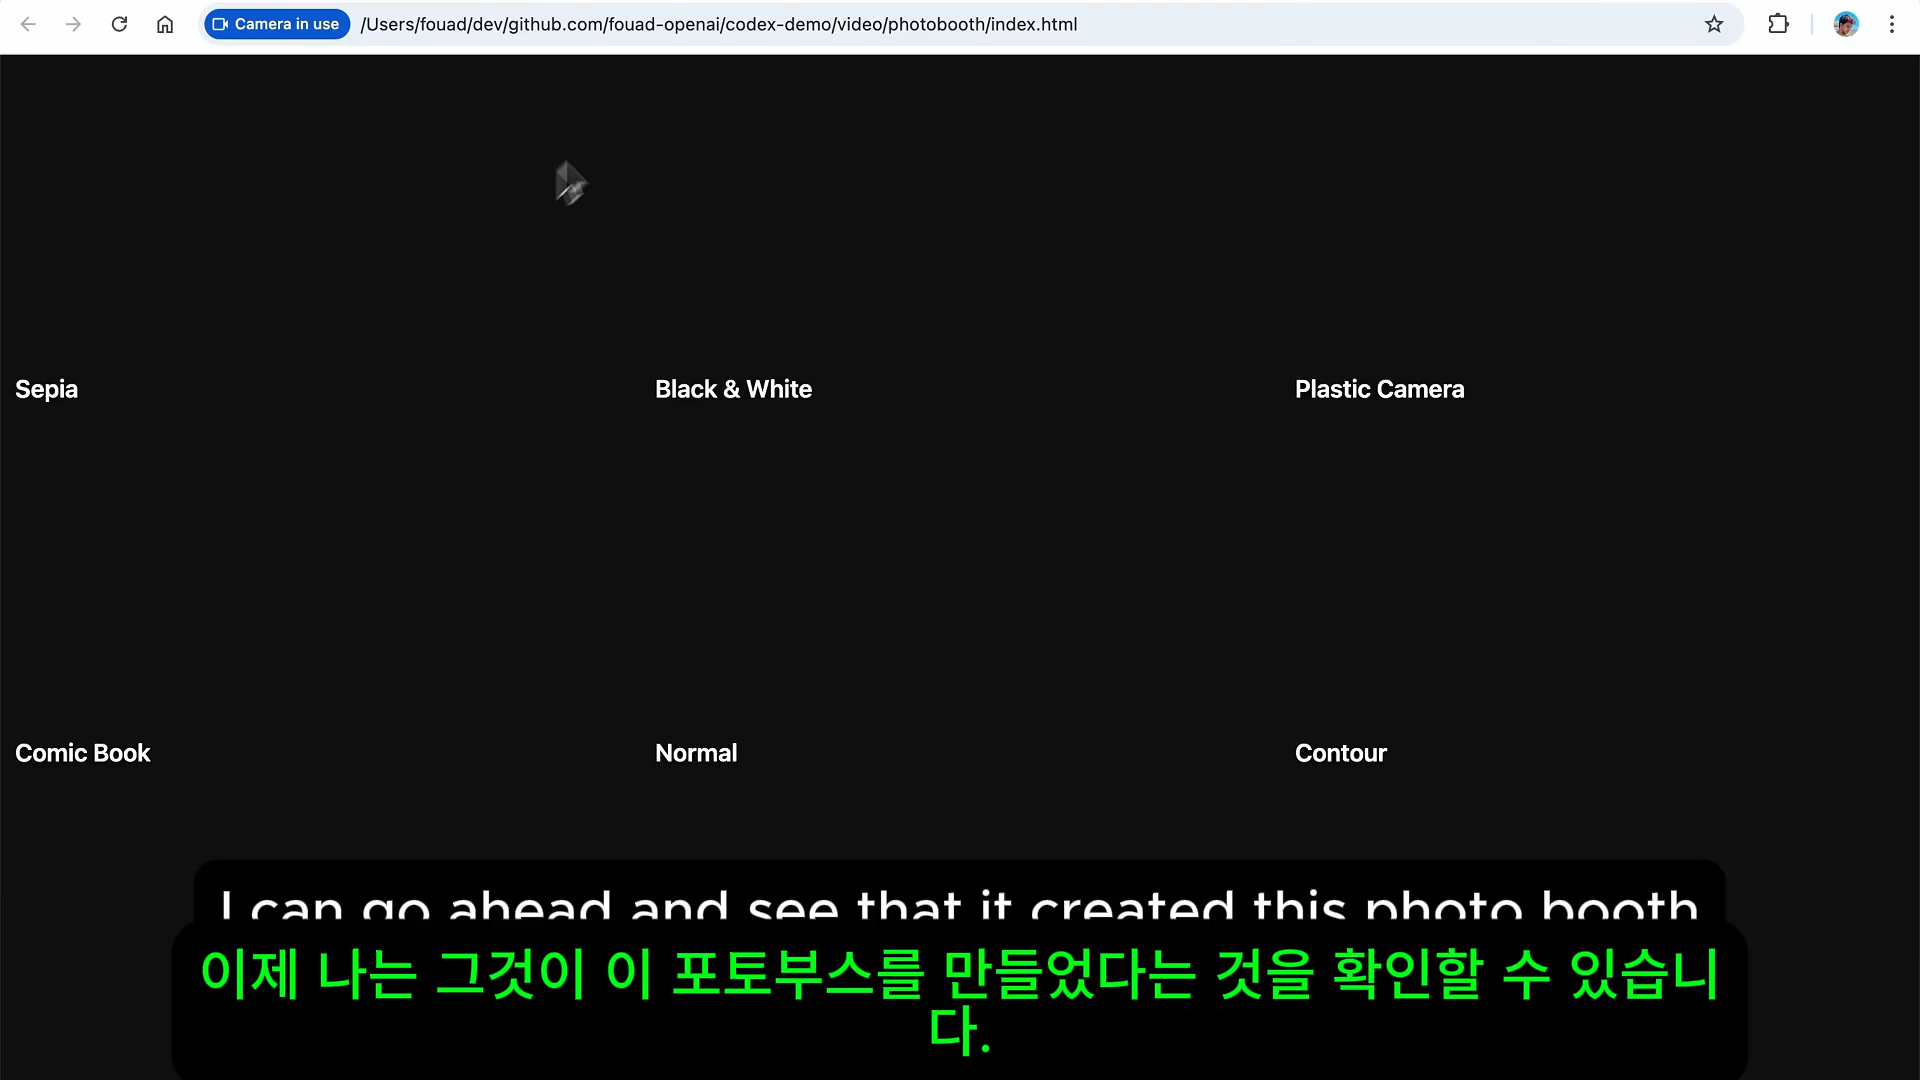 Camera in use /Users/fouad/dev/github.com/fouad-openai/codex-demo/video/photobooth/index.html
Sepia
Black & White
Plastic Camera
Comic Book
Normal
Contour
I can go ahead and see that it created this photo booth
이제 나는 그것이 이 포토부스를 만들었다는 것을 확인할 수 있습니
다.